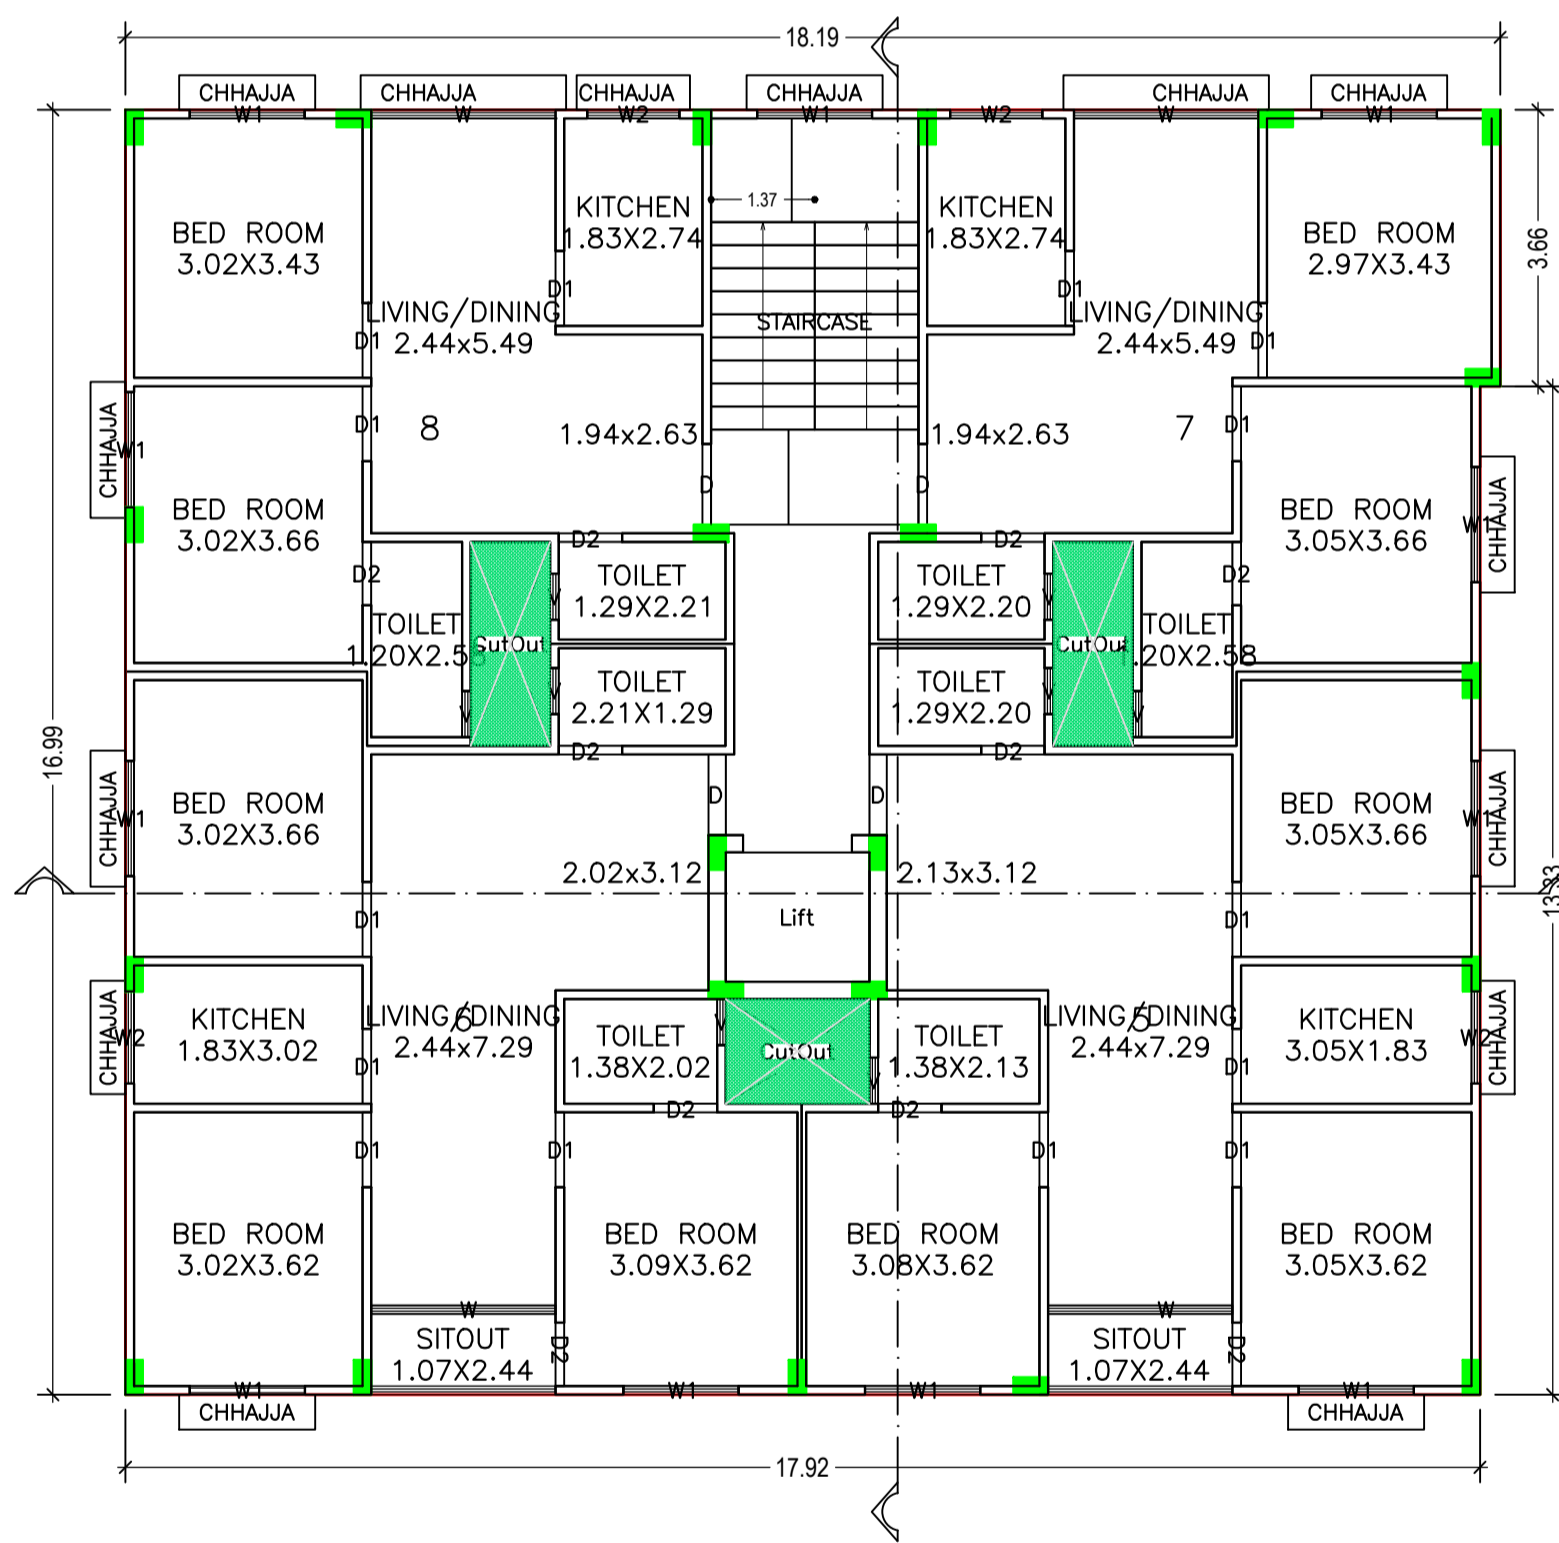 18.19
CHHAJJA
CHHAJJA
CHHAJJA
CHHAJJA
CHHAJJA
CHHAJJA
W1
W
W2
W1
W2
W
W1
1.37
KITCHEN
1.83X2.74
KITCHEN
1.83X2.74
BED ROOM
3.02X3.43
BED ROOM
2.97X3.43
3.66
D1
D1
LIVING/DINING
2.44x5.49
STAIRCASE
LIVING/DINING
2.44x5.49
D1
D1
CHHAJJA
W1
D1
8
1.94x2.63
1.94x2.63
7
D1
D
D
BED ROOM
3.02X3.66
BED ROOM
3.05X3.66
W1
CHHAJJA
D2
D2
D2
TOILET
1.29X2.21
TOILET
1.29X2.20
D2
TOILET
V
V
TOILET
CutOut
CutOut
1.20X2.58
TOILET
2.21X1.29
TOILET
1.29X2.20
V
V
V
V
D2
D2
16.99
CHHAJJA
W1
BED ROOM
3.02X3.66
D
D
BED ROOM
3.05X3.66
W1
CHHAJJA
2.02x3.12
2.13x3.12
13.33
D1
Lift
D1
CHHAJJA
W2
KITCHEN
1.83X3.02
LIVING/DINING
6
2.44x7.29
TOILET
1.38X2.02
V
CutOut
V
TOILET
1.38X2.13
LIVING/DINING
5
2.44x7.29
KITCHEN
3.05X1.83
W2
CHHAJJA
D1
D1
D2
D2
D1
D1
D1
D1
BED ROOM
3.02X3.62
BED ROOM
3.09X3.62
BED ROOM
3.08X3.62
BED ROOM
3.05X3.62
W
W
SITOUT
1.07X2.44
D2
SITOUT
1.07X2.44
D2
W1
W1
W1
W1
CHHAJJA
CHHAJJA
17.92